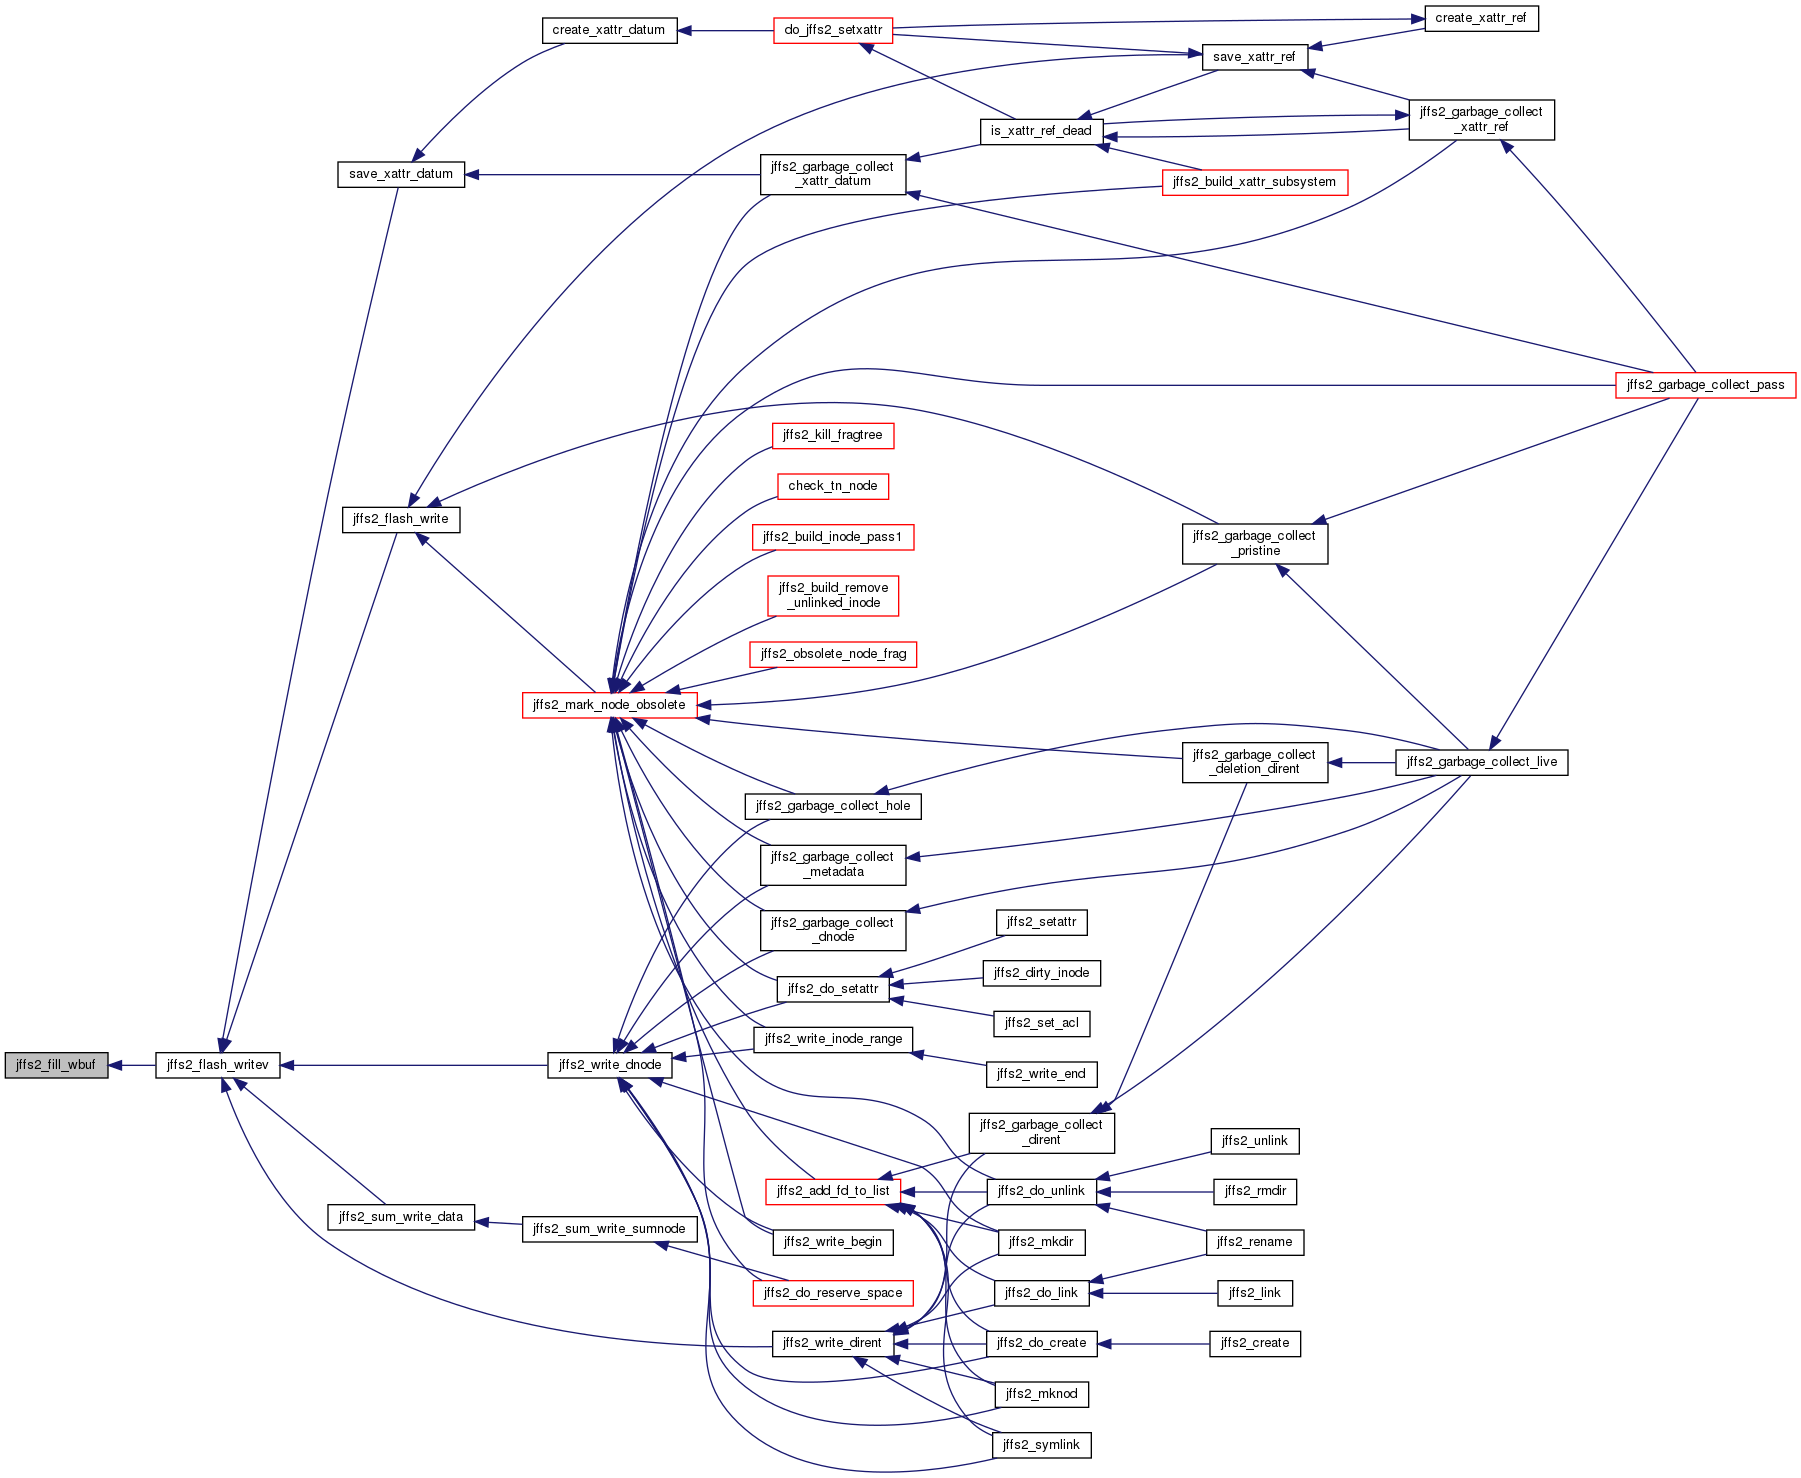 create_xattr_datum
do_jffs2_setxattr
create_xattr_ref
save_xattr_ref
jffs2_garbage_collect
_xattr_ref
is_xattr_ref_dead
save_xattr_datum
jffs2_garbage_collect
_xattr_datum
jffs2_build_xattr_subsystem
jffs2_garbage_collect_pass
jffs2_kill_fragtree
check_tn_node
jffs2_flash_write
jffs2_build_inode_pass1
jffs2_garbage_collect
_pristine
jffs2_build_remove
_unlinked_inode
jffs2_obsolete_node_frag
jffs2_mark_node_obsolete
jffs2_garbage_collect
_deletion_dirent
jffs2_garbage_collect_live
jffs2_garbage_collect_hole
jffs2_garbage_collect
_metadata
jffs2_garbage_collect
_dnode
jffs2_setattr
jffs2_dirty_inode
jffs2_do_setattr
jffs2_set_acl
jffs2_write_inode_range
jffs2_fill_wbuf
jffs2_flash_writev
jffs2_write_dnode
jffs2_write_end
jffs2_garbage_collect
_dirent
jffs2_unlink
jffs2_add_fd_to_list
jffs2_do_unlink
jffs2_rmdir
jffs2_sum_write_data
jffs2_sum_write_sumnode
jffs2_write_begin
jffs2_mkdir
jffs2_rename
jffs2_do_reserve_space
jffs2_do_link
jffs2_link
jffs2_write_dirent
jffs2_do_create
jffs2_create
jffs2_mknod
jffs2_symlink